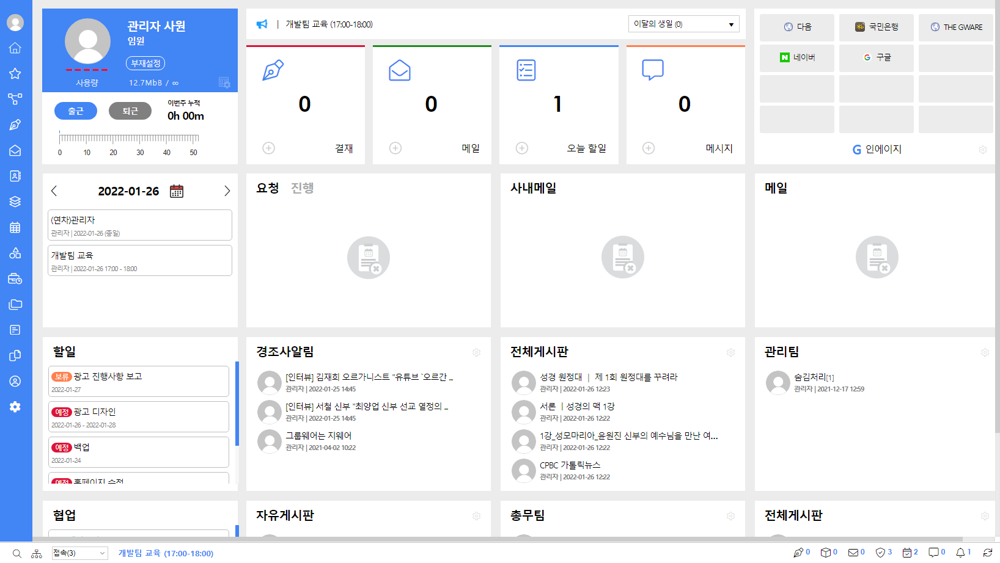 관리자 사원
임원
부재설정
사용량 12.7MbB / ∞
출근 퇴근
이번주 누적
0h 00m
0 10 20 30 40 50
| 개발팀 교육 (17:00-18:00)
이달의 생일 (0)
0
결재
0
메일
1
오늘 할일
0
메시지
다음
국민은행
THE GWARE
네이버
구글
G 인에이지
2022-01-26
(연차)관리자
관리자 | 2022-01-26 (종일)
개발팀 교육
관리자 | 2022-01-26 17:00 - 18:00
요청 진행
사내메일
메일
할일
보류 광고 진행사항 보고
2022-01-27
예정 광고 디자인
2022-01-26 - 2022-01-28
예정 백업
2022-01-24
예정 홈페이지 수정
경조사알림
[인터뷰] 김재희 오르가니스트 "유튜브 `오르간 ...
관리자 | 2022-01-25 14:45
[인터뷰] 서철 신부 "최양업 신부 선교 열정의 ...
관리자 | 2022-01-25 14:45
그룹웨어는 지웨어
관리자 | 2021-04-02 10:22
전체게시판
성경 원정대 | 제 1회 원정대를 꾸려라
관리자 | 2022-01-26 12:23
서론 ㅣ성경의 맥 1강
관리자 | 2022-01-26 12:22
1강_성모마리아_윤원진 신부의 예수님을 만난 여...
관리자 | 2022-01-26 12:22
CPBC 가톨릭뉴스
관리자 | 2022-01-26 12:22
관리팀
숨김처리[1]
관리자 | 2021-12-17 12:59
협업
자유게시판
총무팀
전체게시판
접속(3)
개발팀 교육 (17:00-18:00)
0 0 0 3 2 0 1